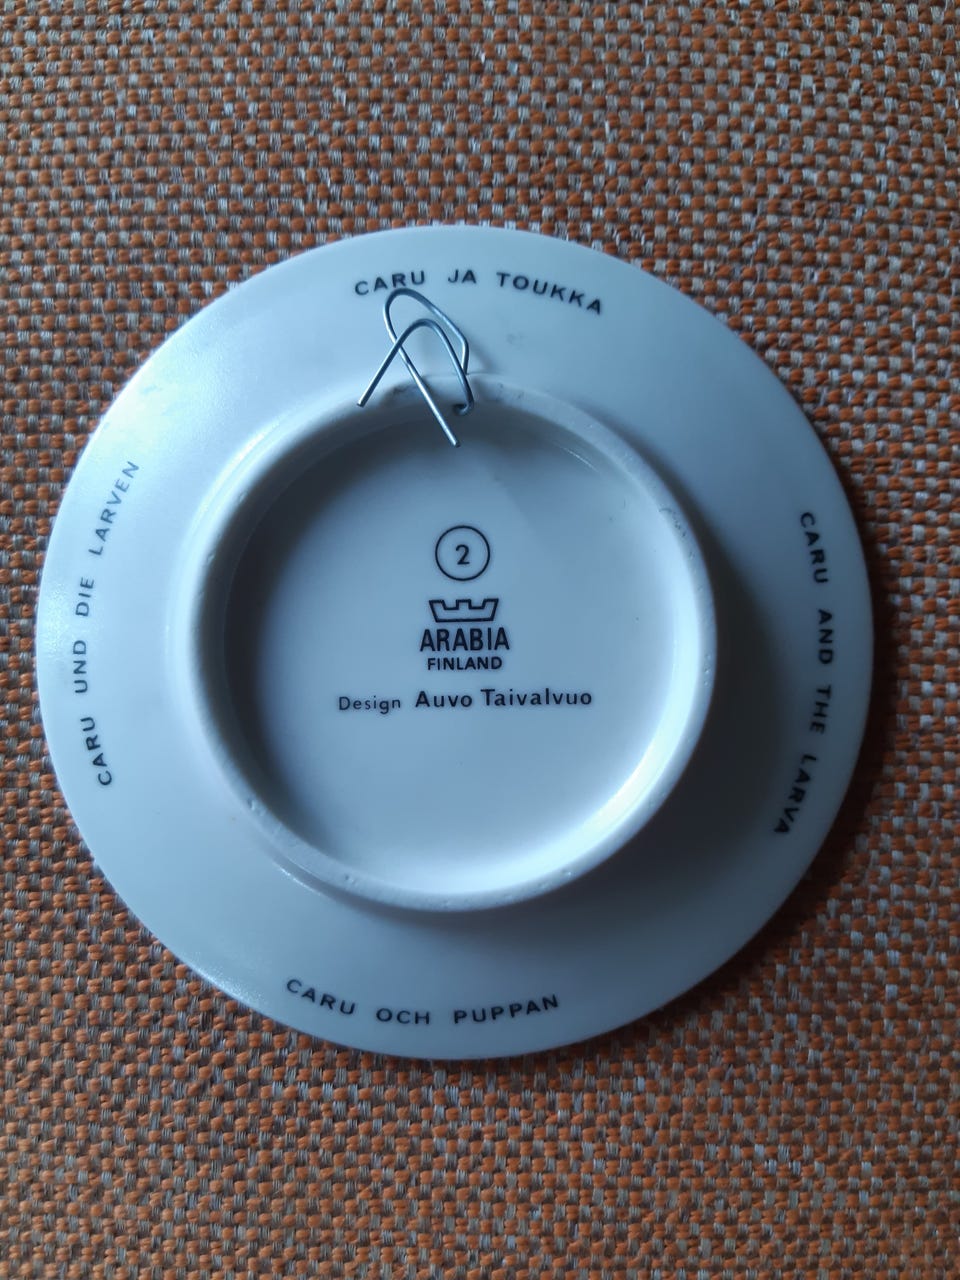 CARU JA TOUKKA
CARU AND THE LARVA
CARU OCH PUPPAN
CARU UND DIE LARVEN
2
ARABIA
FINLAND
Design Auvo Taivalvuo